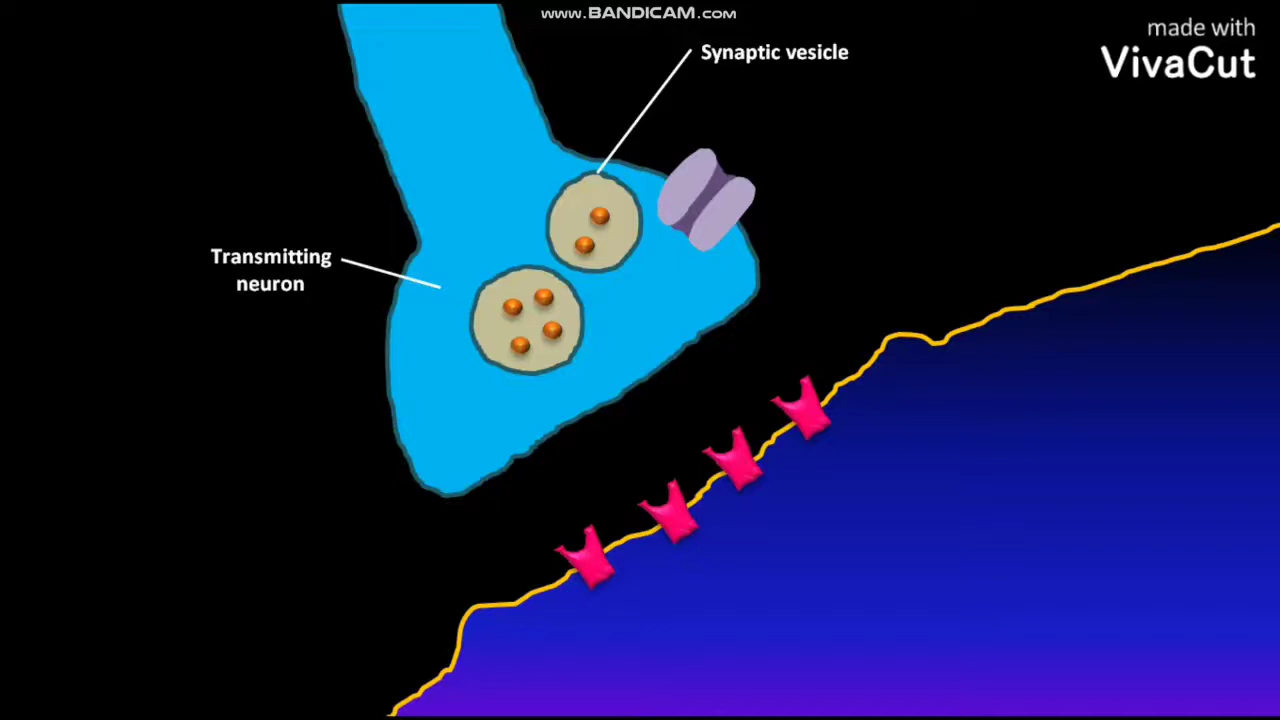 www.BANDICAM.com
made with
VivaCut
Synaptic vesicle
Transmitting
neuron